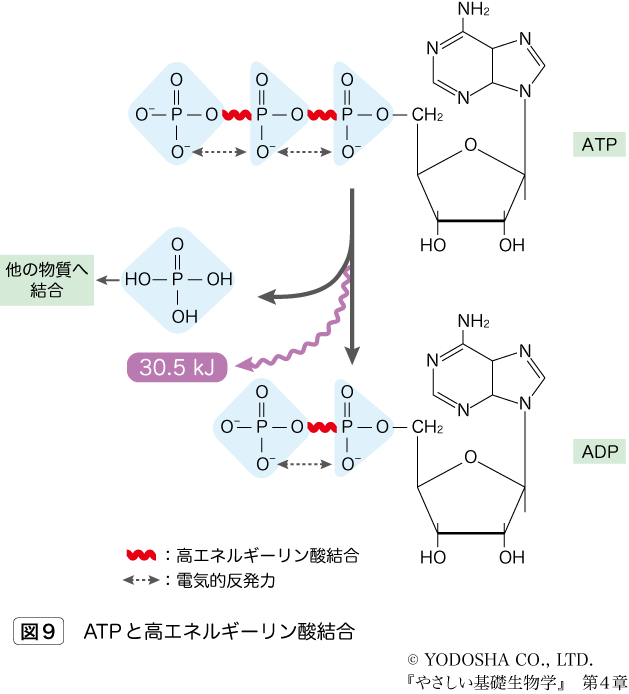 NH₂
N
N
N
N
O
O
O
O⁻
P
O
P
O
P
O
CH₂
O⁻
O⁻
O⁻
O
HO
OH
ATP
他の物質へ
結合
O
HO
P
OH
OH
30.5 kJ
NH₂
N
N
N
N
O
O
O⁻
P
O
P
O
CH₂
O⁻
O⁻
O
HO
OH
ADP
：高エネルギーリン酸結合
：電気的反発力
図9 ATPと高エネルギーリン酸結合
© YODOSHA CO., LTD.
『やさしい基礎生物学』 第４章